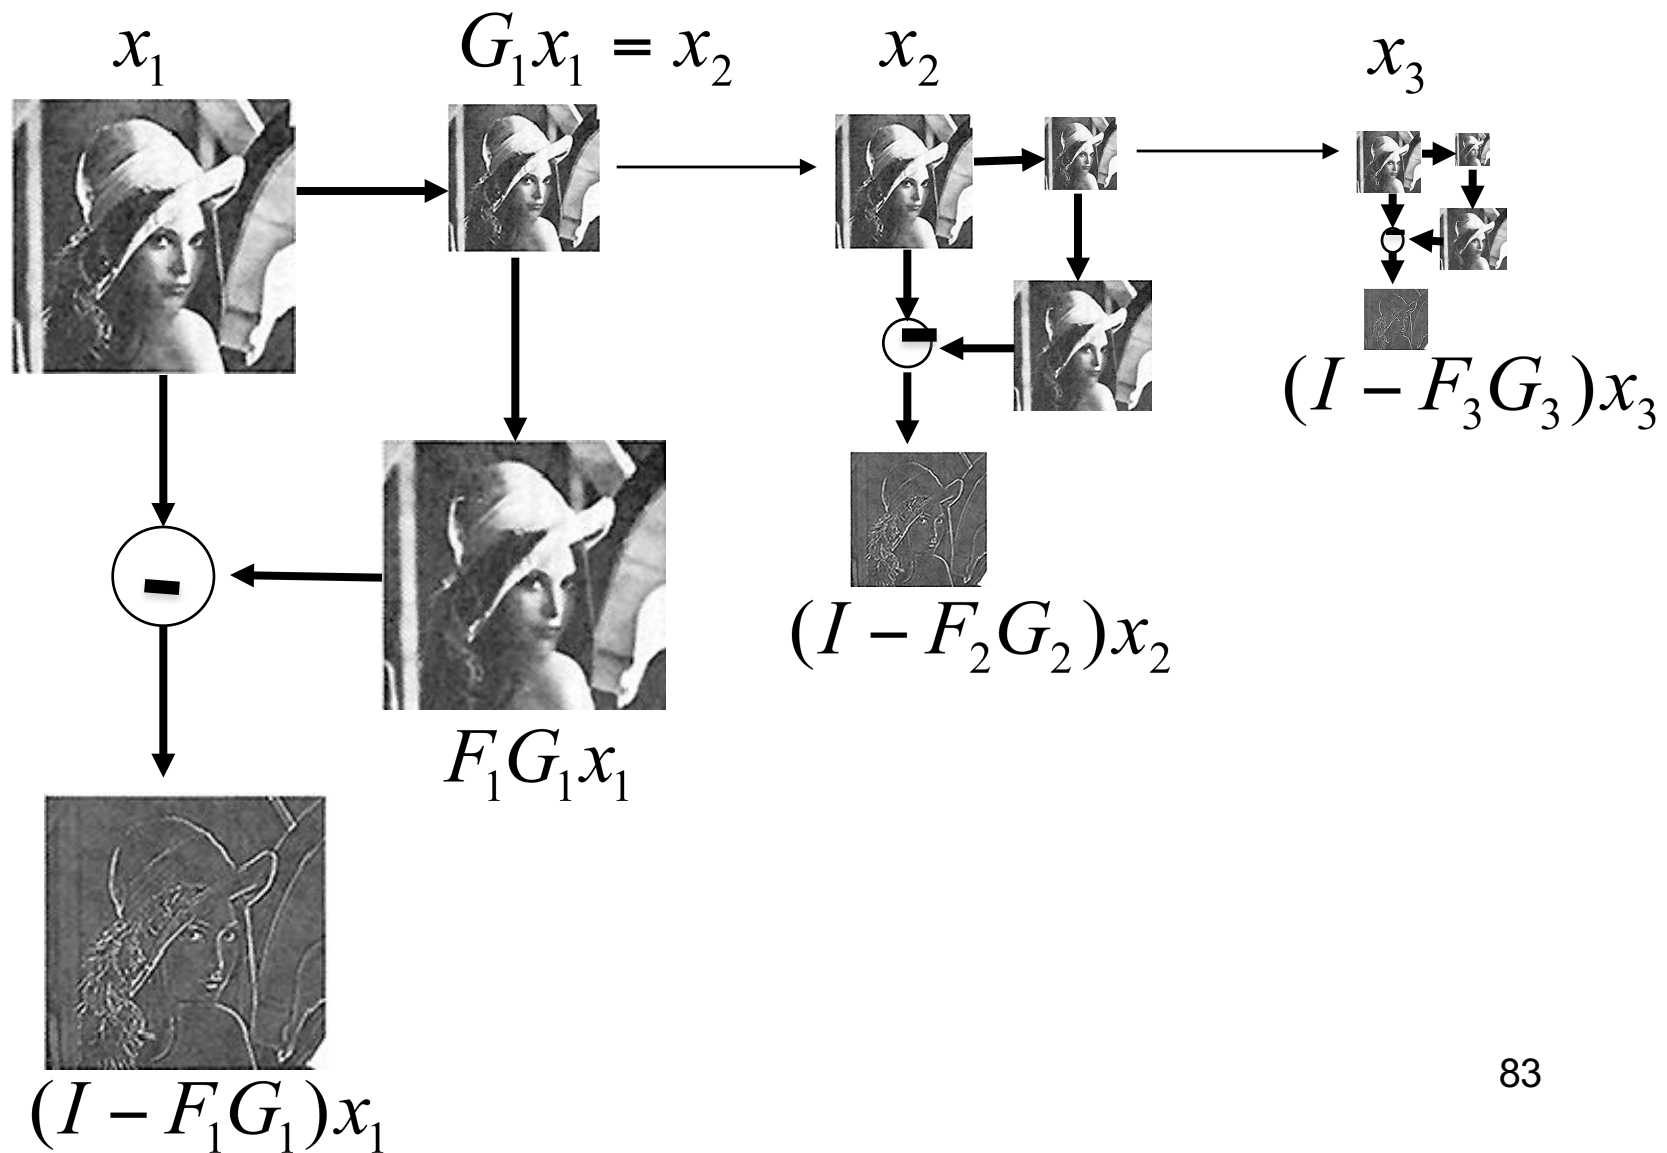 x₁
G₁x₁ = x₂
x₂
x₃
-
-
-
(I − F₃G₃)x₃
(I − F₂G₂)x₂
F₁G₁x₁
(I − F₁G₁)x₁
83